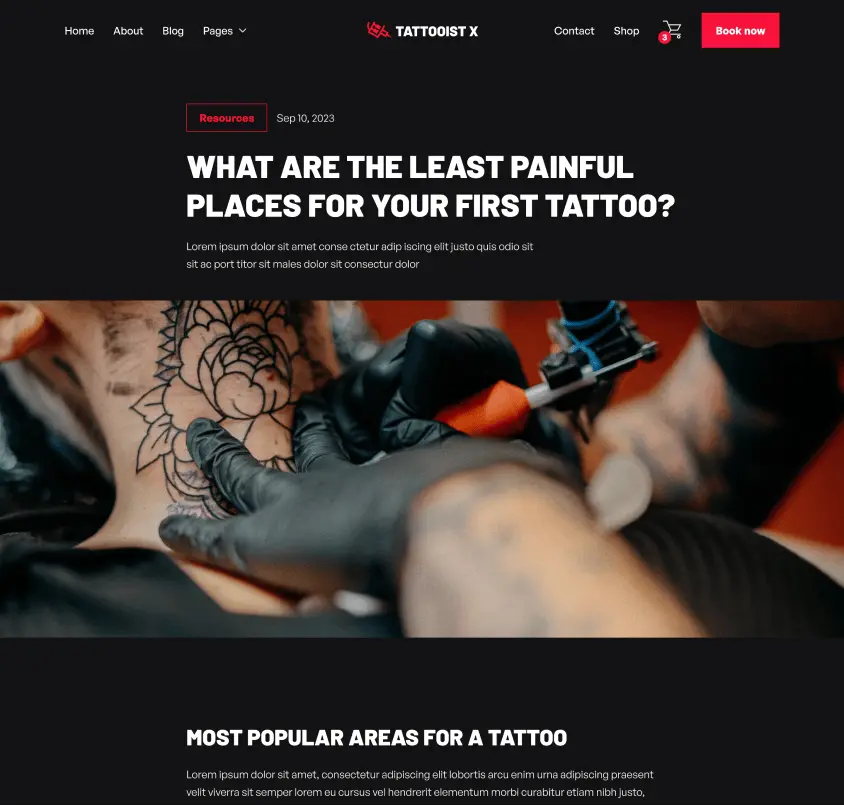 Home About Blog Pages TATTOOIST X Contact Shop 3 Book now
Resources Sep 10, 2023
WHAT ARE THE LEAST PAINFUL
PLACES FOR YOUR FIRST TATTOO?
Lorem ipsum dolor sit amet conse ctetur adip iscing elit justo quis odio sit
sit ac port titor sit males dolor sit consectur dolor
MOST POPULAR AREAS FOR A TATTOO
Lorem ipsum dolor sit amet, consectetur adipiscing elit lobortis arcu enim urna adipiscing praesent
velit viverra sit semper lorem eu cursus vel hendrerit elementum morbi curabitur etiam nibh justo,